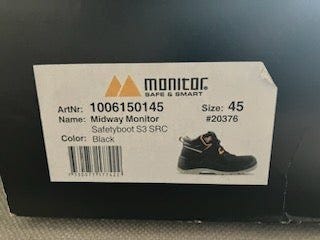 monitor
SAFE & SMART
ArtNr: 1006150145 Size: 45
Name: Midway Monitor #20376
Safetyboot S3 SRC
Color: Black